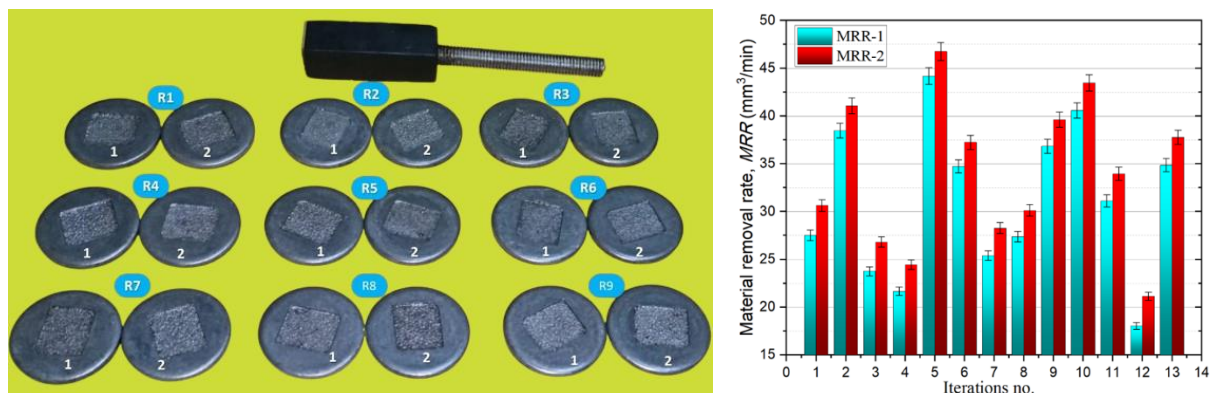 R1
R2
R3
1 2
1 2
1 2
R4
R5
R6
1 2
1 2
1 2
R7
R8
R9
1 2
1 2
1 2
50
45
40
35
30
25
20
15
Material removal rate, MRR (mm³/min)
MRR-1
MRR-2
0 1 2 3 4 5 6 7 8 9 10 11 12 13 14
Iterations no.